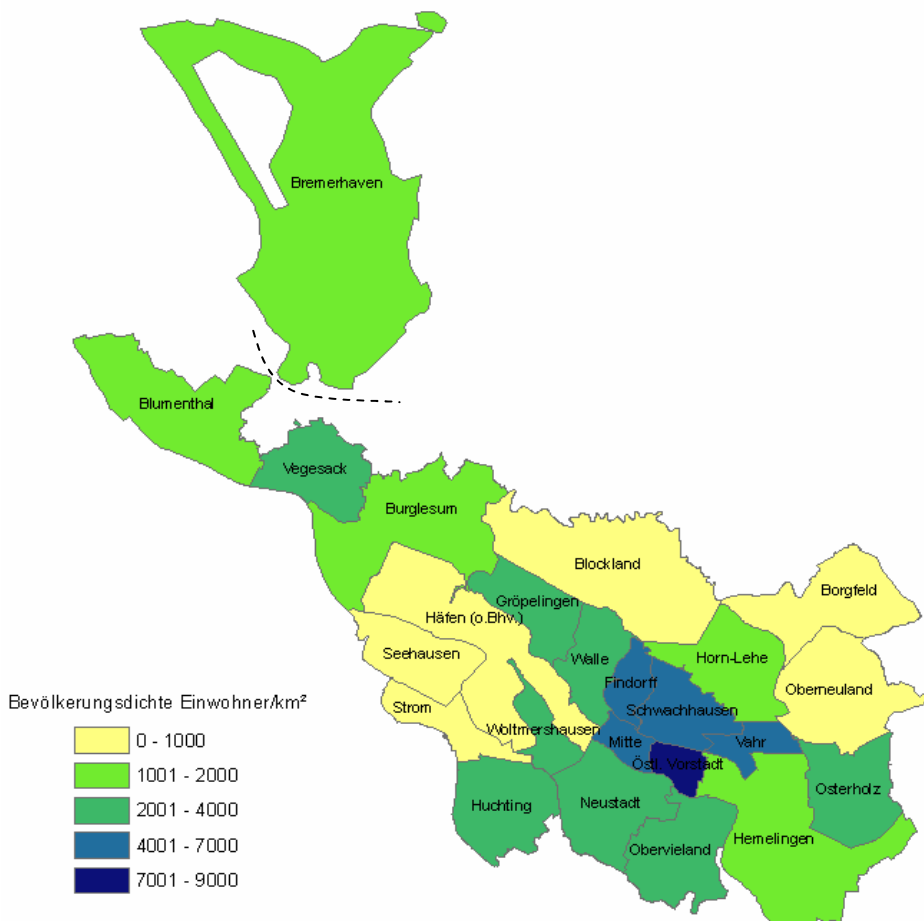 Bremerhaven
Blumenthal
Vegesack
Burglesum
Blockland
Borgfeld
Gröpelingen
Häfen (o.Bhv.)
Seehausen
Walle
Horn-Lehe
Findorff
Oberneuland
Strom
Schwachhausen
Woltmershausen
Mitte
Vahr
Östl. Vorstadt
Osterholz
Huchting
Neustadt
Hemelingen
Obervieland
Bevölkerungsdichte Einwohner/km²
0 - 1000
1001 - 2000
2001 - 4000
4001 - 7000
7001 - 9000